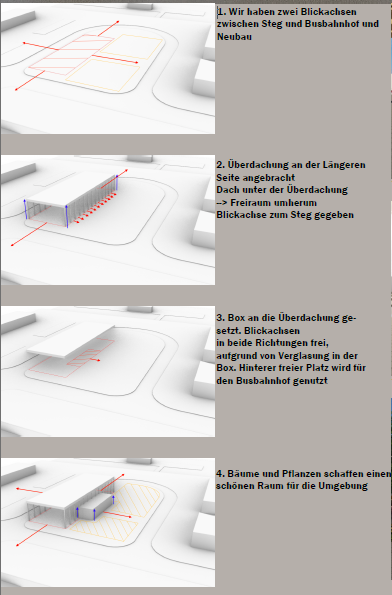 1. Wir haben zwei Blickachsen
zwischen Steg und Busbahnhof und
Neubau
2. Überdachung an der Längeren
Seite angebracht
Dach unter der Überdachung
--> Freiraum umherum
Blickachse zum Steg gegeben
3. Box an die Überdachung ge-
setzt. Blickachsen
in beide Richtungen frei,
aufgrund von Verglasung in der
Box. Hinterer freier Platz wird für
den Busbahnhof genutzt
4. Bäume und Pflanzen schaffen einen
schönen Raum für die Umgebung